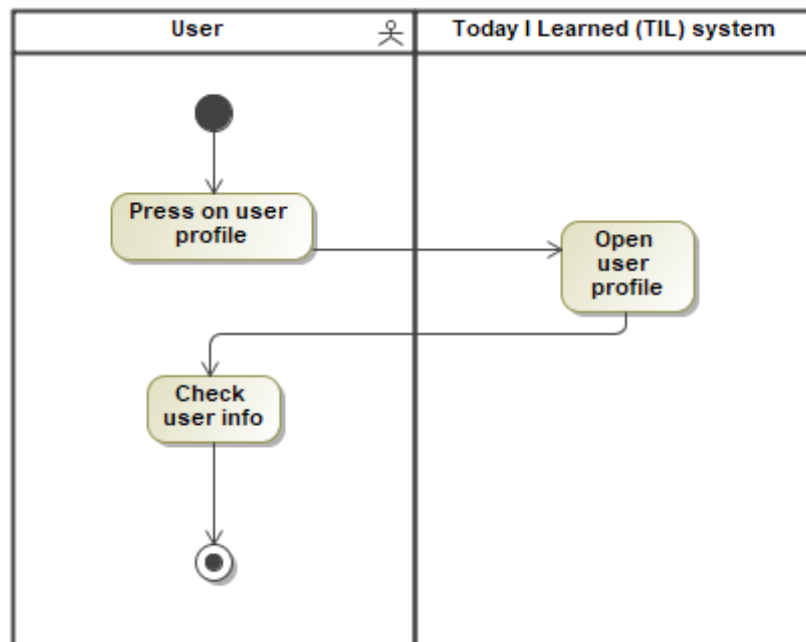 User
Today I Learned (TIL) system
Press on user
profile
Open
user
profile
Check
user info